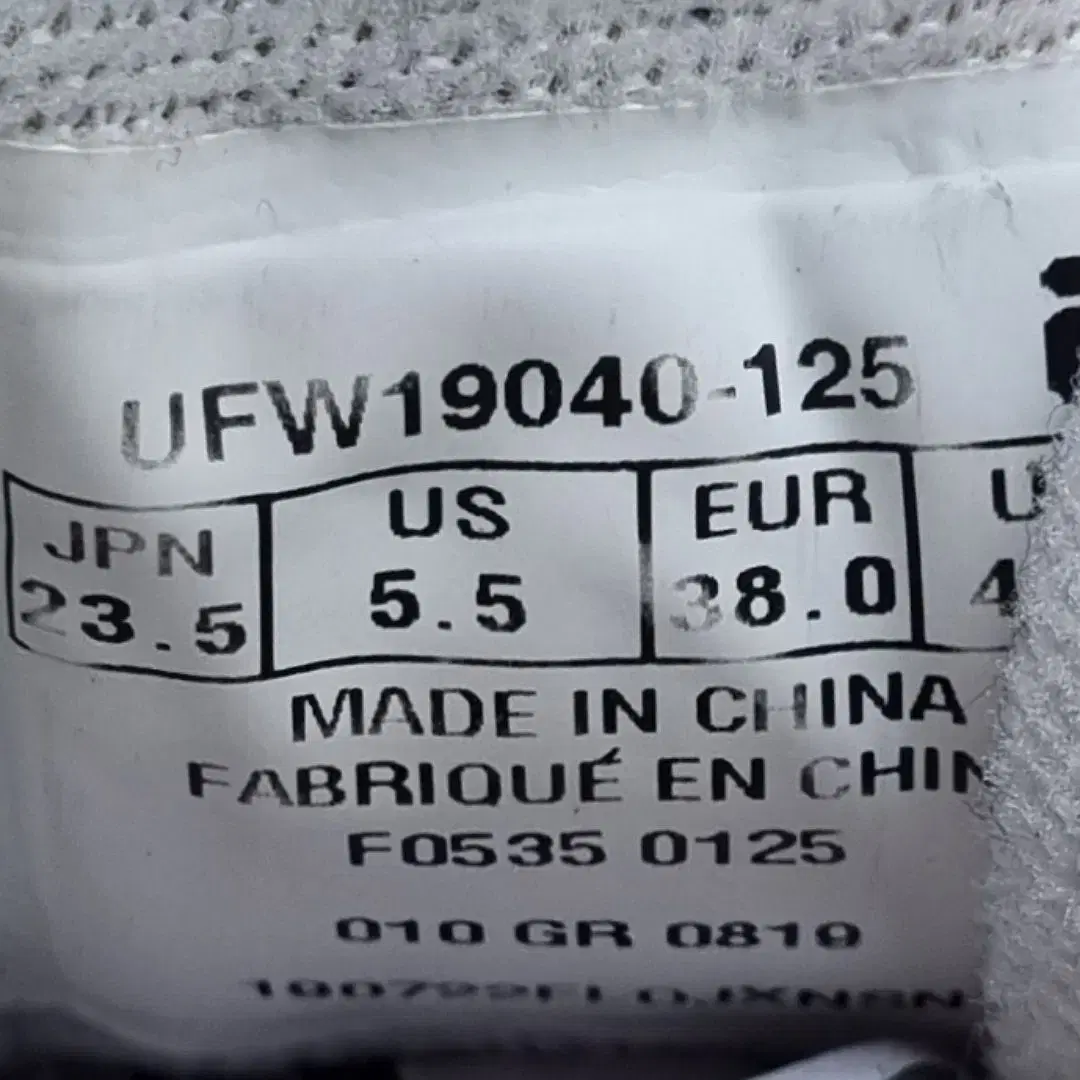 UFW19040-125
JPN US EUR
23.5 5.5 38.0 4
MADE IN CHINA
FABRIQUÉ EN CHIN
F0535 0125
010 GR 0819